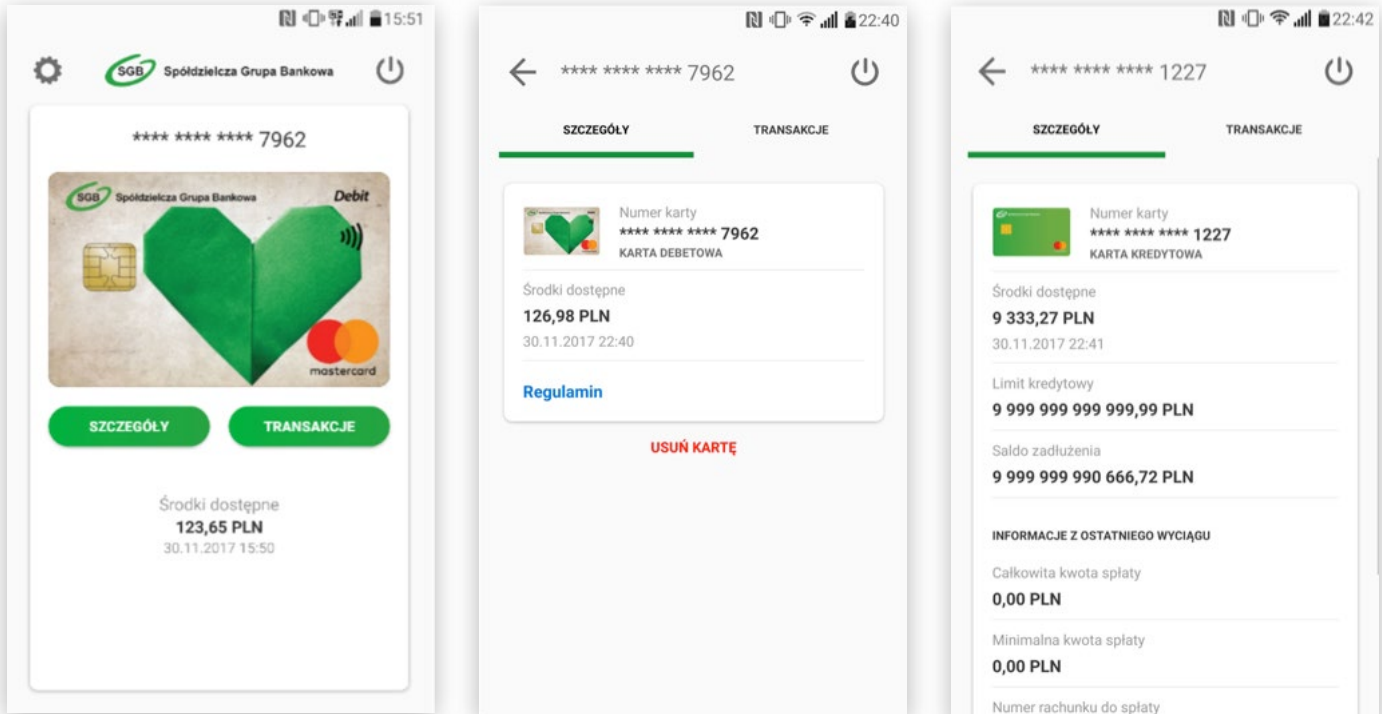 15:51
SGB Spółdzielcza Grupa Bankowa
**** **** **** 7962
SGB Spółdzielcza Grupa Bankowa Debit
mastercard
SZCZEGÓŁY TRANSAKCJE
Środki dostępne
123,65 PLN
30.11.2017 15:50
22:40
**** **** **** 7962
SZCZEGÓŁY TRANSAKCJE
Numer karty
**** **** **** 7962
KARTA DEBETOWA
Środki dostępne
126,98 PLN
30.11.2017 22:40
Regulamin
USUŃ KARTĘ
22:42
**** **** **** 1227
SZCZEGÓŁY TRANSAKCJE
Numer karty
**** **** **** 1227
KARTA KREDYTOWA
Środki dostępne
9 333,27 PLN
30.11.2017 22:41
Limit kredytowy
9 999 999 999 999,99 PLN
Saldo zadłużenia
9 999 999 990 666,72 PLN
INFORMACJE Z OSTATNIEGO WYCIĄGU
Całkowita kwota spłaty
0,00 PLN
Minimalna kwota spłaty
0,00 PLN
Numer rachunku do spłaty